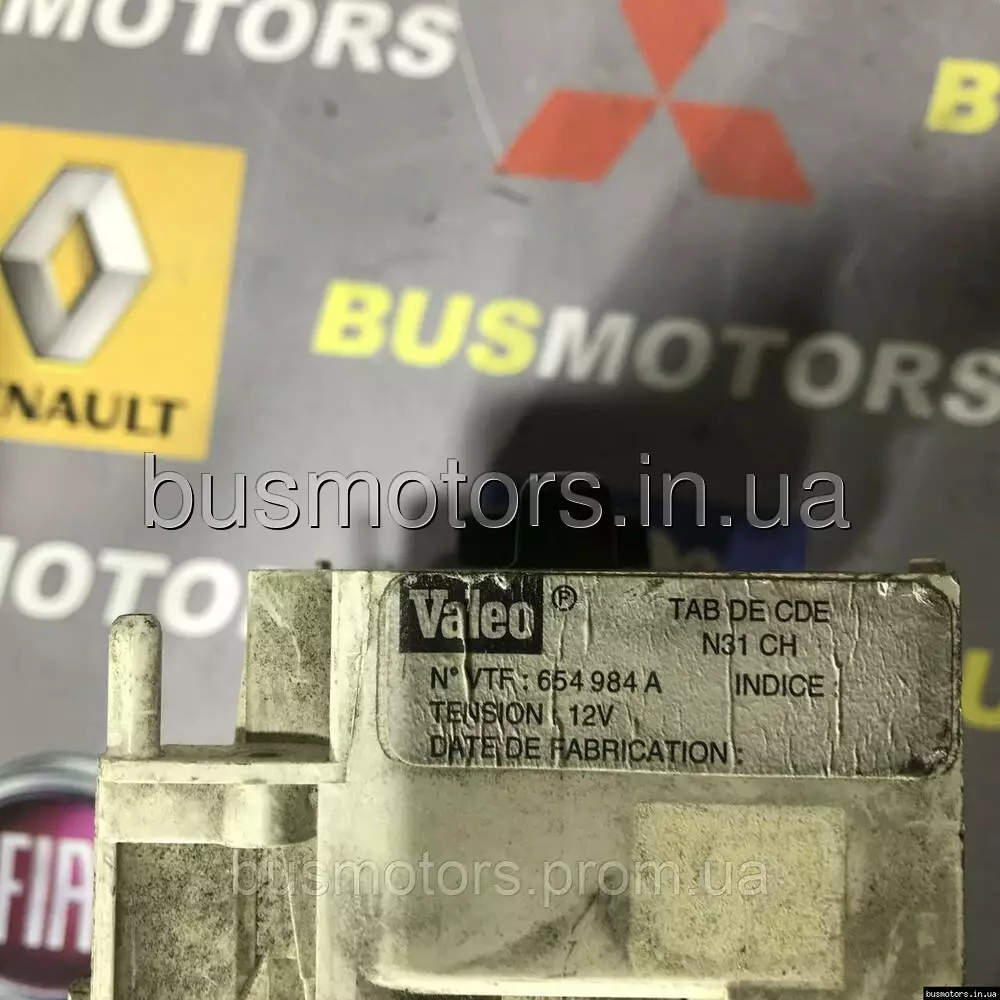 MOTORS
B
RENAULT
BUSMOTORS
busmotors.in.ua
MOTORS
Valeo ®
TAB DE CDE
N31 CH
N° VTF : 654 984 A INDICE :
TENSION : 12V
DATE DE FABRICATION :
FIA
busmotors.prom.ua
busmotors.in.ua